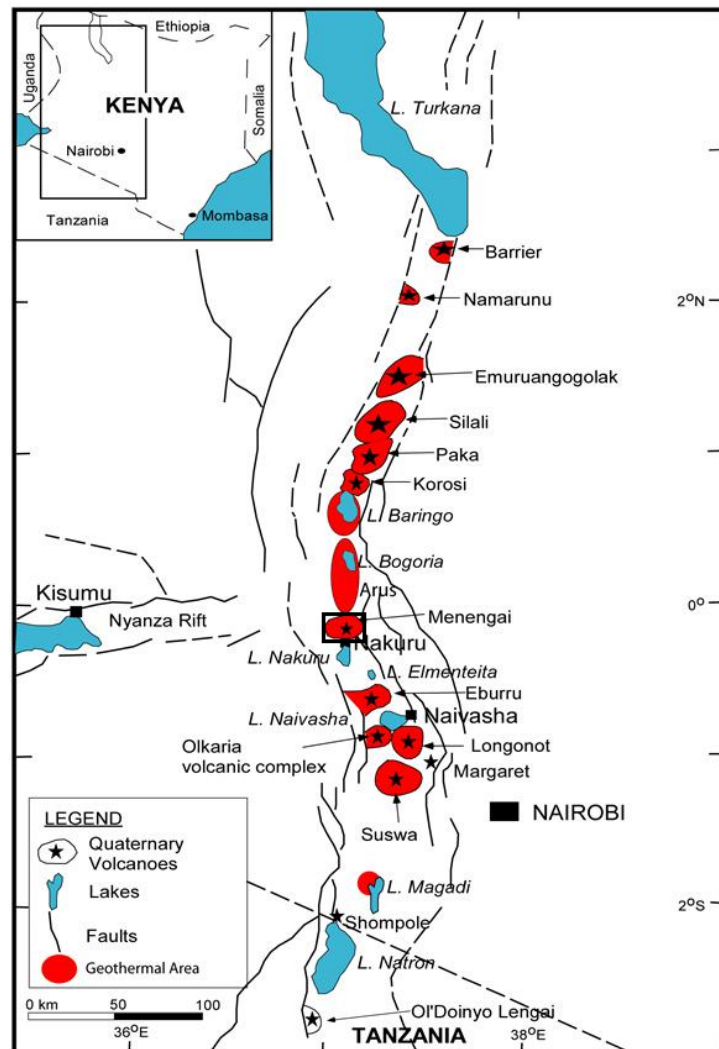 Ethiopia
Uganda
KENYA
Somalia
Nairobi
Tanzania
Mombasa
L. Turkana
Barrier
Namarunu
2°N
Emuruangogolak
Silali
Paka
Korosi
L. Baringo
L. Bogoria
Arus
Kisumu
Nyanza Rift
0°
Menengai
Nakuru
L. Nakuru
L. Elmenteita
Eburru
L. Naivasha
Naivasha
Olkaria
volcanic complex
Longonot
Margaret
NAIROBI
Suswa
LEGEND
Quaternary
Volcanoes
Lakes
Faults
Geothermal Area
0 km
50
100
L. Magadi
2°S
Shompole
L. Natron
Ol'Doinyo Lengai
TANZANIA
36°E
38°E